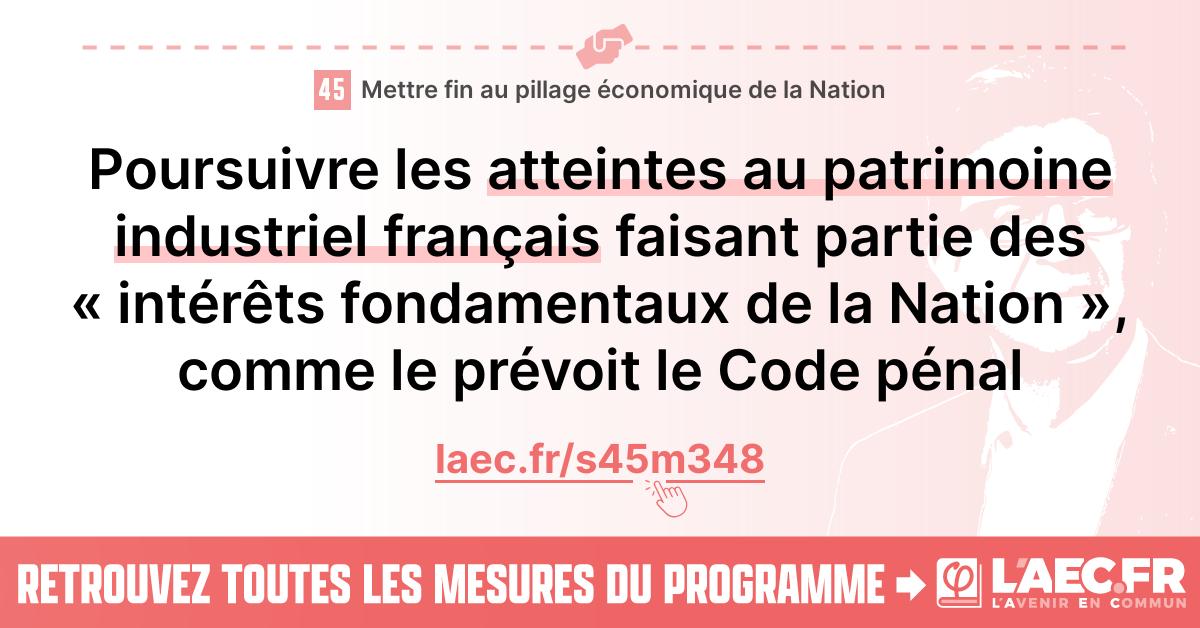 45 Mettre fin au pillage économique de la Nation
Poursuivre les atteintes au patrimoine
industriel français faisant partie des
« intérêts fondamentaux de la Nation »,
comme le prévoit le Code pénal
laec.fr/s45m348
RETROUVEZ TOUTES LES MESURES DU PROGRAMME ➡ φ L'AEC.FR
L'AVENIR EN COMMUN